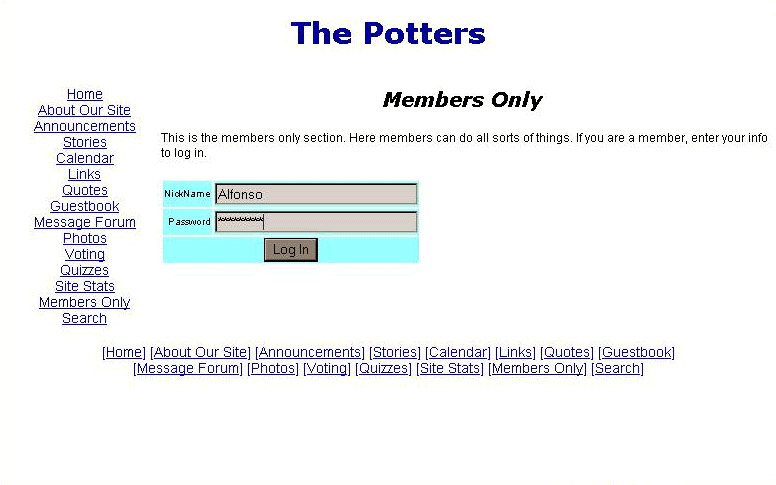 The Potters
Home
About Our Site
Announcements
Stories
Calendar
Links
Quotes
Guestbook
Message Forum
Photos
Voting
Quizzes
Site Stats
Members Only
Search
Members Only
This is the members only section. Here members can do all sorts of things. If you are a member, enter your info
to log in.
NickName Alfonso
Password **********
Log In
[Home] [About Our Site] [Announcements] [Stories] [Calendar] [Links] [Quotes] [Guestbook]
[Message Forum] [Photos] [Voting] [Quizzes] [Site Stats] [Members Only] [Search]